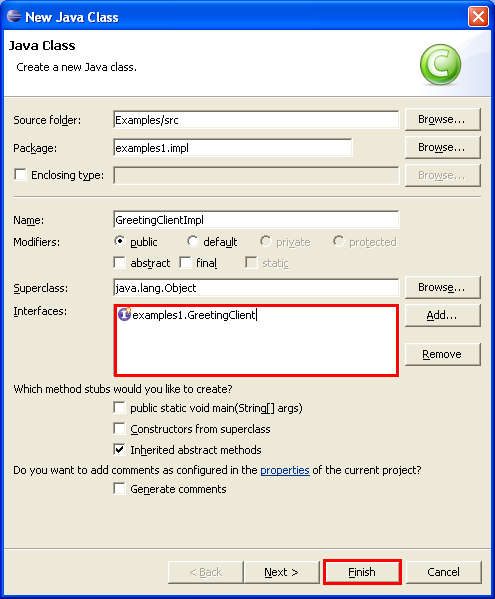 New Java Class
Java Class
Create a new Java class.
C
Source folder: Examples/src Browse...
Package: examples1.impl Browse...
Enclosing type: Browse...
Name: GreetingClientImpl
Modifiers: public default private protected
abstract final static
Superclass: java.lang.Object Browse...
Interfaces: examples1.GreetingClient Add...
Remove
Which method stubs would you like to create?
public static void main(String[] args)
Constructors from superclass
Inherited abstract methods
Do you want to add comments as configured in the properties of the current project?
Generate comments
< Back Next > Finish Cancel